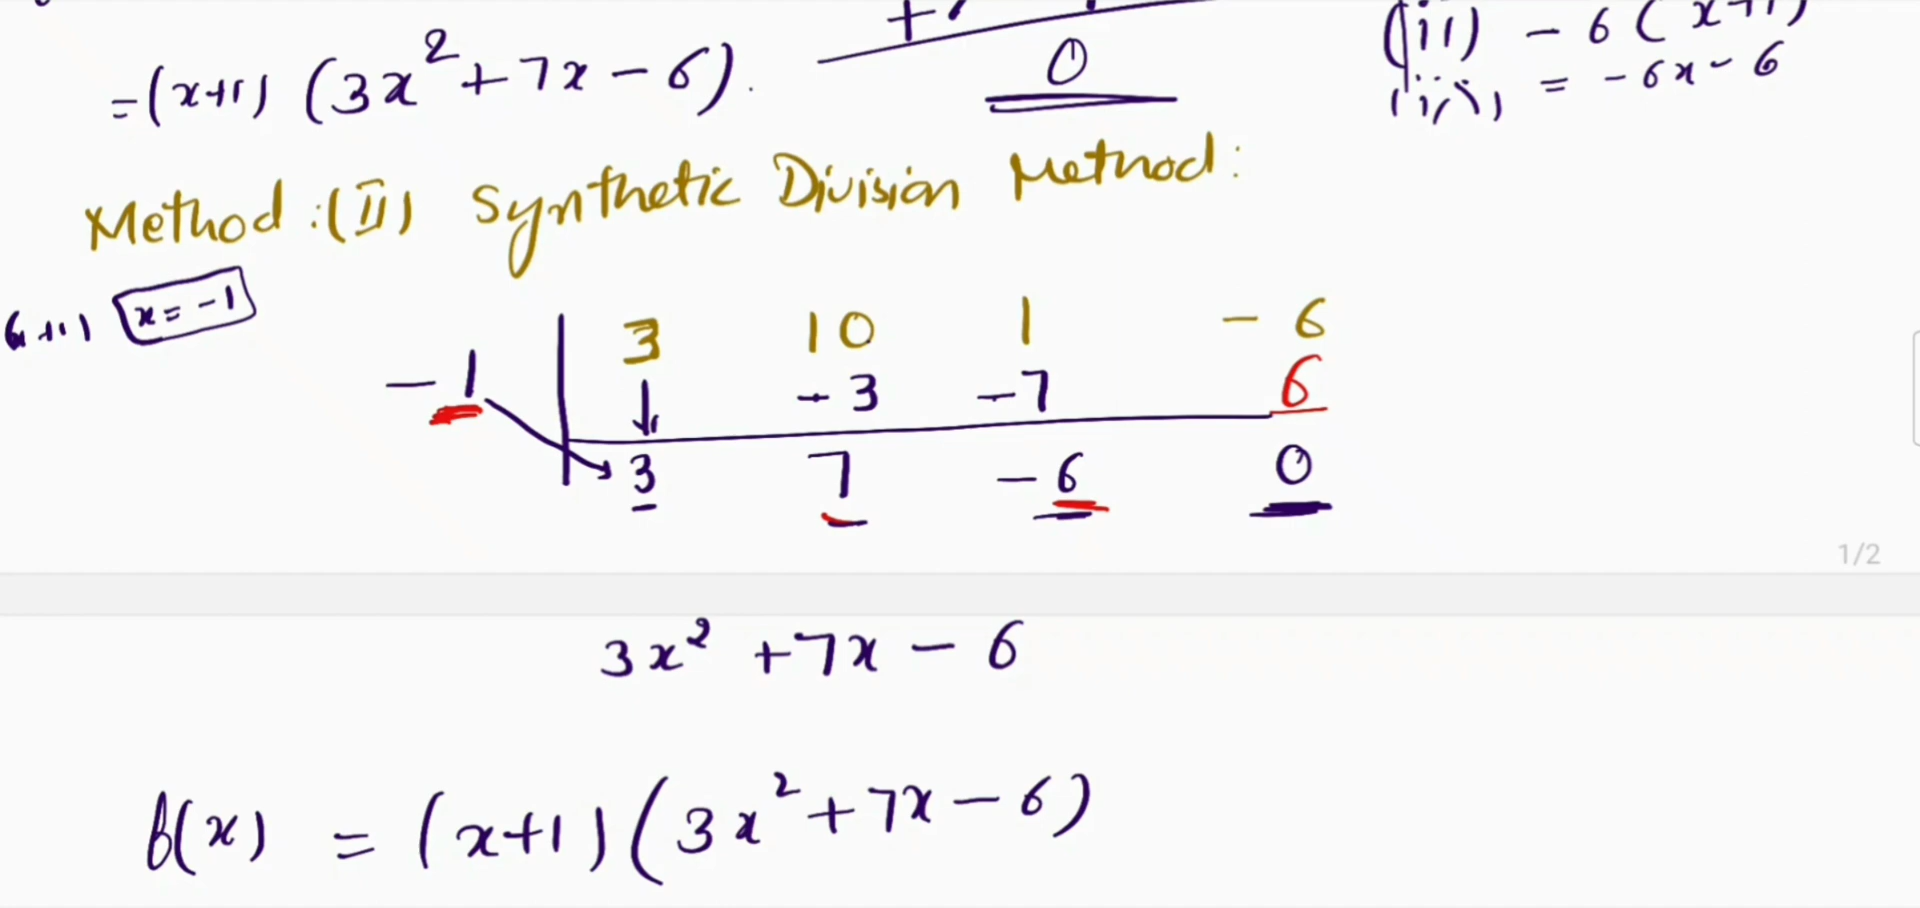 = (x+1) (3x²+7x-6).
0
(ii) -6(x+1)
= -6x-6
Method:(II) Synthetic Division Method:
(x+1) x=-1
3 10 1 -6
-1 -3 -7 6
3 7 -6 0
1/2
3x² +7x-6
f(x) = (x+1)(3x²+7x-6)